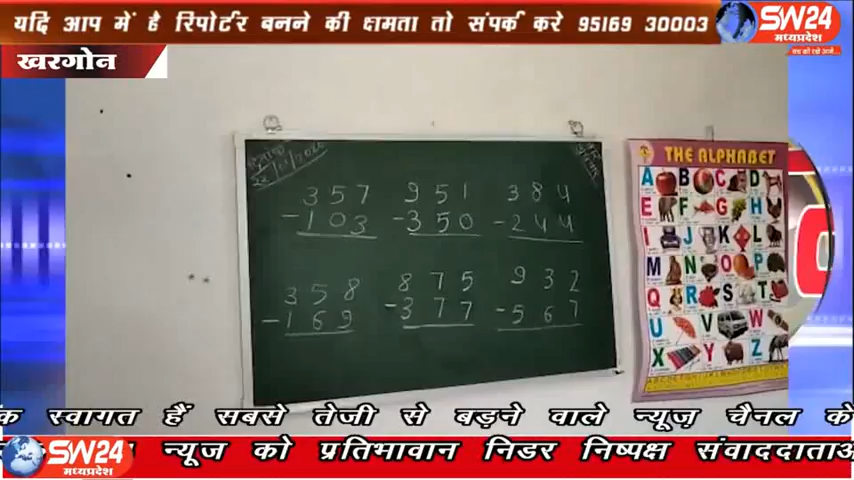 यदि आप में है रिपोर्टर बनने की क्षमता तो संपर्क करे 95169 30003
SW24
मध्यप्रदेश
खरगोन
357 951 384
-103 -350 -244
358 875 932
-169 -377 -567
THE ALPHABET
A B C D
E F G H
I J K L
M N O P
Q R S T
U V W
X Y Z
स्वागत हैं सबसे तेजी से बड़ने वाले न्यूज़ चैनल के
SW24
मध्यप्रदेश
न्यूज को प्रतिभावान निडर निष्पक्ष संवाददाताओ